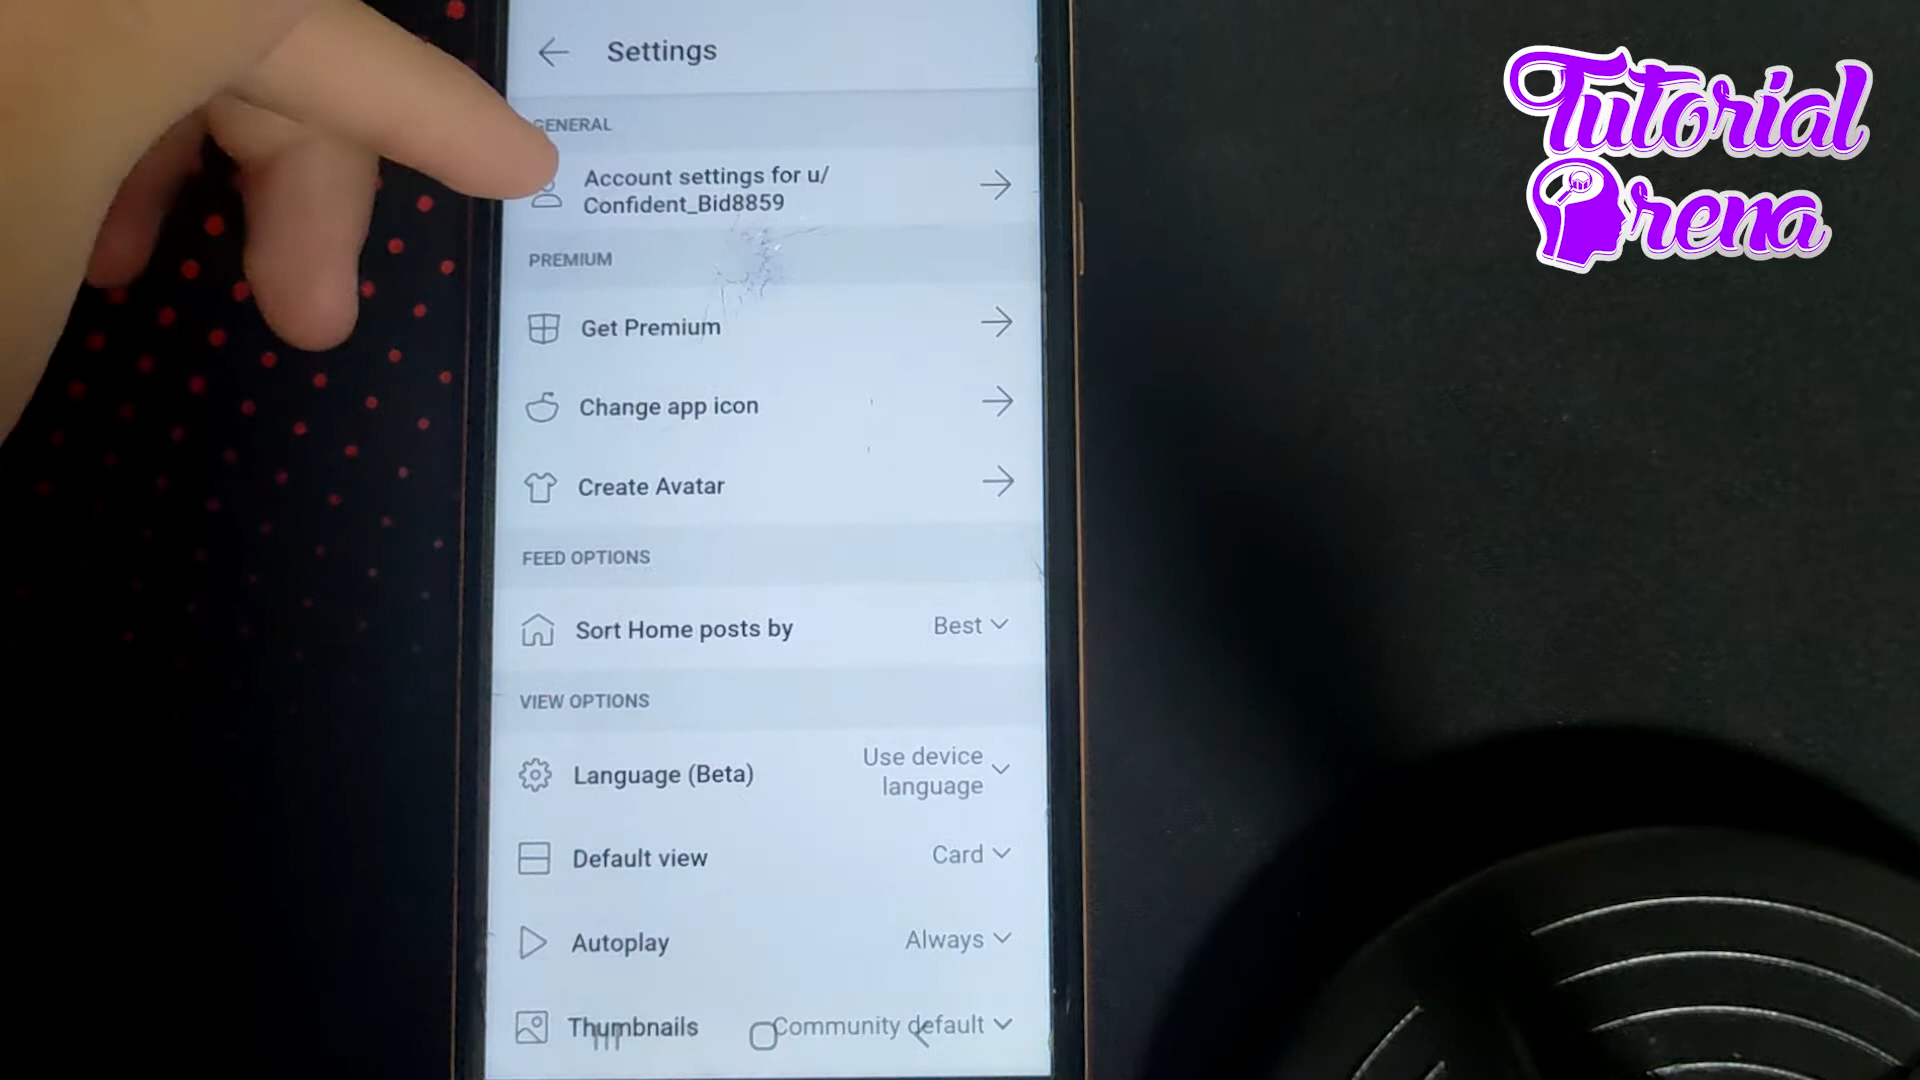 Settings
GENERAL
Account settings for u/
Confident_Bid8859
PREMIUM
Get Premium
Change app icon
Create Avatar
FEED OPTIONS
Sort Home posts by
Best
VIEW OPTIONS
Language (Beta)
Use device
language
Default view
Card
Autoplay
Always
Thumbnails
Community default
Tutorial
Arena